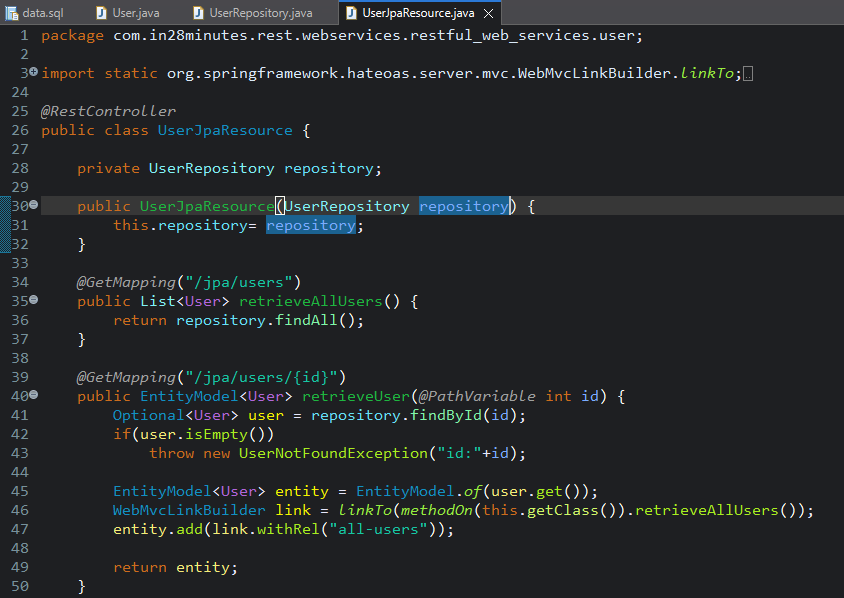 data.sql User.java UserRepository.java UserJpaResource.java
1 package com.in28minutes.rest.webservices.restful_web_services.user;
2
3 import static org.springframework.hateoas.server.mvc.WebMvcLinkBuilder.linkTo;
24
25 @RestController
26 public class UserJpaResource {
27
28     private UserRepository repository;
29
30     public UserJpaResource(UserRepository repository) {
31         this.repository= repository;
32     }
33
34     @GetMapping("/jpa/users")
35     public List<User> retrieveAllUsers() {
36         return repository.findAll();
37     }
38
39     @GetMapping("/jpa/users/{id}")
40     public EntityModel<User> retrieveUser(@PathVariable int id) {
41         Optional<User> user = repository.findById(id);
42         if(user.isEmpty())
43             throw new UserNotFoundException("id:"+id);
44
45         EntityModel<User> entity = EntityModel.of(user.get());
46         WebMvcLinkBuilder link = linkTo(methodOn(this.getClass()).retrieveAllUsers());
47         entity.add(link.withRel("all-users"));
48
49         return entity;
50     }